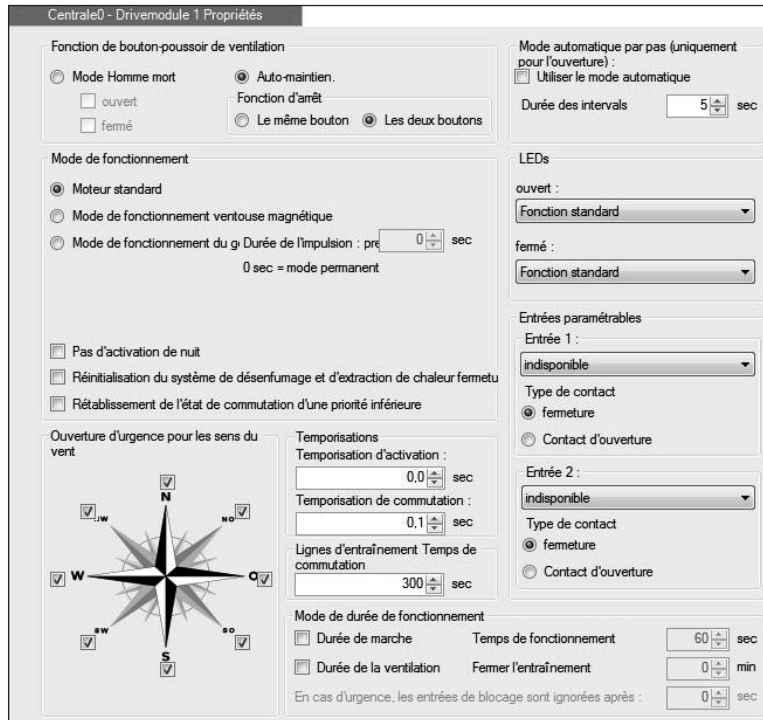 Centrale0 - Drivemodule 1 Propriétés
Fonction de bouton-poussoir de ventilation
Mode Homme mort
Auto-maintien.
ouvert
fermé
Fonction d'arrêt
Le même bouton
Les deux boutons
Mode automatique par pas (uniquement
pour l'ouverture) :
Utiliser le mode automatique
Durée des intervals
5 sec
Mode de fonctionnement
Moteur standard
Mode de fonctionnement ventouse magnétique
Mode de fonctionnement du g Durée de l'impulsion : pre 0 sec
0 sec = mode permanent
Pas d'activation de nuit
Réinitialisation du système de désenfumage et d'extraction de chaleur fermetu
Rétablissement de l'état de commutation d'une priorité inférieure
LEDs
ouvert :
Fonction standard
fermé :
Fonction standard
Entrées paramétrables
Entrée 1 :
indisponible
Type de contact
fermeture
Contact d'ouverture
Entrée 2 :
indisponible
Type de contact
fermeture
Contact d'ouverture
Ouverture d'urgence pour les sens du
vent
N
NO
W
O
SW
SO
S
Temporisations
Temporisation d'activation :
0,0 sec
Temporisation de commutation :
0,1 sec
Lignes d'entraînement Temps de
commutation
300 sec
Mode de durée de fonctionnement
Durée de marche
Temps de fonctionnement
60 sec
Durée de la ventilation
Fermer l'entraînement
0 min
En cas d'urgence, les entrées de blocage sont ignorées après :
0 sec